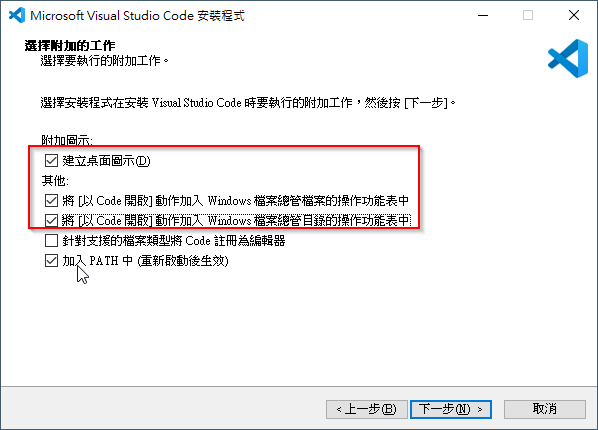 Microsoft Visual Studio Code 安裝程式
選擇附加的工作
選擇要執行的附加工作。
選擇安裝程式在安裝 Visual Studio Code 時要執行的附加工作，然後按 [下一步]。
附加圖示:
建立桌面圖示(D)
其他:
將 [以 Code 開啟] 動作加入 Windows 檔案總管檔案的操作功能表中
將 [以 Code 開啟] 動作加入 Windows 檔案總管目錄的操作功能表中
針對支援的檔案類型將 Code 註冊為編輯器
加入 PATH 中 (重新啟動後生效)
< 上一步(B) 下一步(N) > 取消